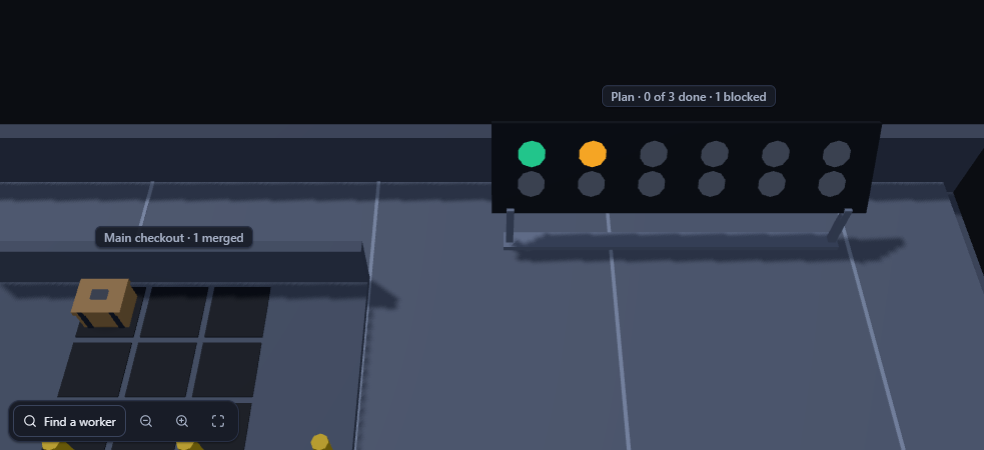 Plan · 0 of 3 done · 1 blocked
Main checkout · 1 merged
Find a worker